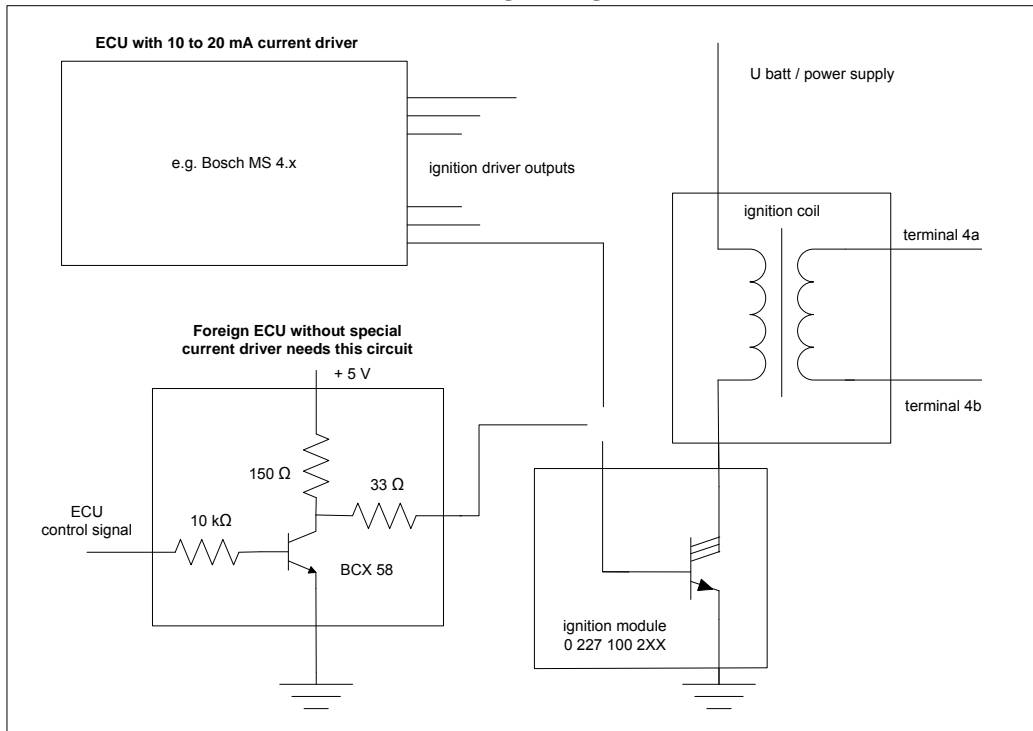 ECU with 10 to 20 mA current driver
U batt / power supply
e.g. Bosch MS 4.x
ignition driver outputs
ignition coil
terminal 4a
terminal 4b
Foreign ECU without special
current driver needs this circuit
+ 5 V
150 Ω
33 Ω
ECU
control signal
10 kΩ
BCX 58
ignition module
0 227 100 2XX